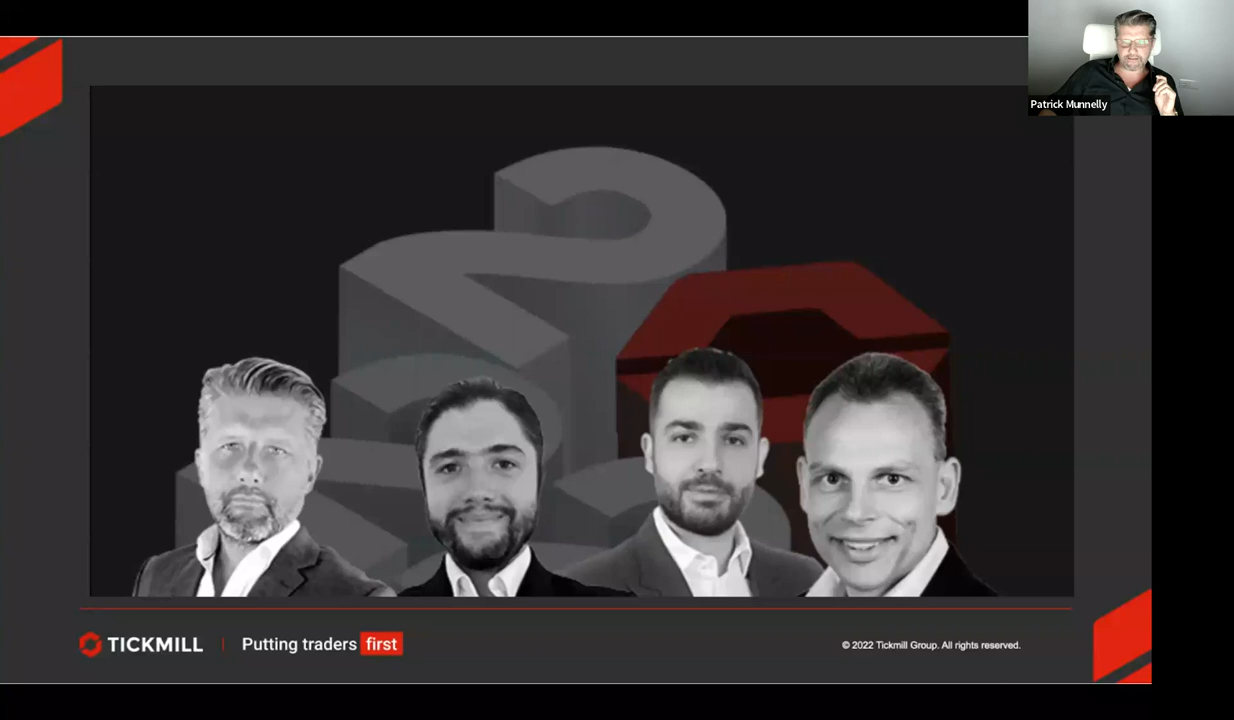 Patrick Munnelly
TICKMILL
Putting traders first
© 2022 Tickmill Group. All rights reserved.